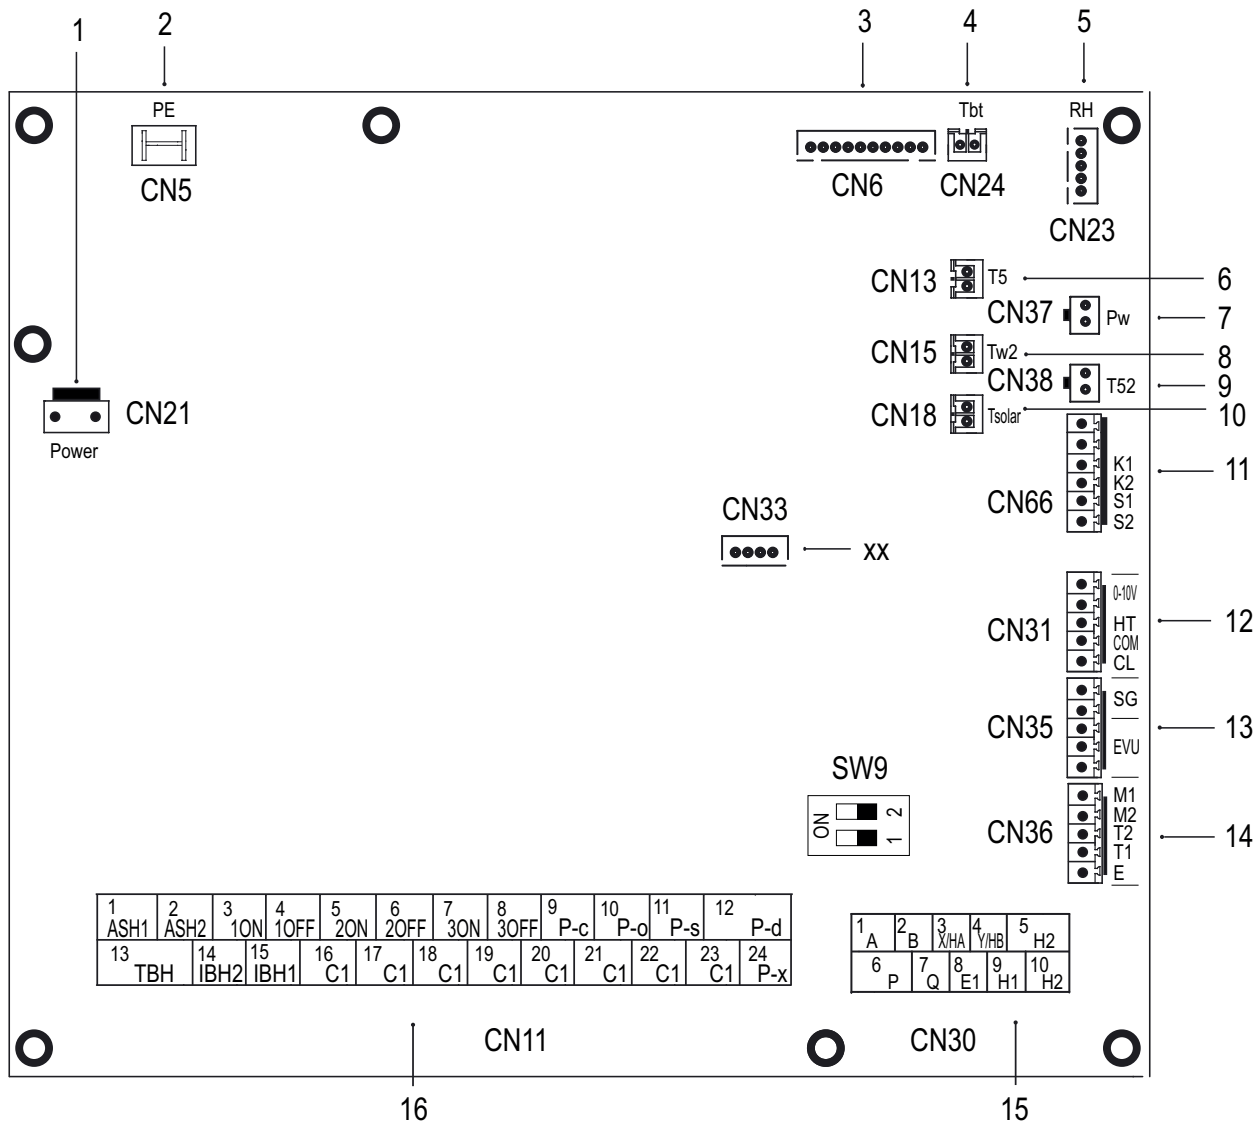 1
2
3
4
5
PE
Tbt
RH
CN5
CN6
CN24
CN23
CN13
T5
6
CN37
Pw
7
CN15
Tw2
8
CN38
T52
9
CN18
Tsolar
10
CN21
Power
K1
11
K2
CN66
S1
S2
CN33
xx
0-10V
CN31
HT
12
COM
CL
SG
CN35
13
EVU
SW9
ON
2
1
M1
M2
CN36
T2
14
T1
E
1 ASH1 2 ASH2 3 1ON 4 1OFF 5 2ON 6 2OFF 7 3ON 8 3OFF 9 P-c 10 P-o 11 P-s 12 P-d
13 TBH 14 IBH2 15 IBH1 16 C1 17 C1 18 C1 19 C1 20 C1 21 C1 22 C1 23 C1 24 P-x
1 A 2 B 3 X/HA 4 Y/HB 5 H2
6 P 7 Q 8 E1 9 H1 10 H2
CN11
CN30
16
15